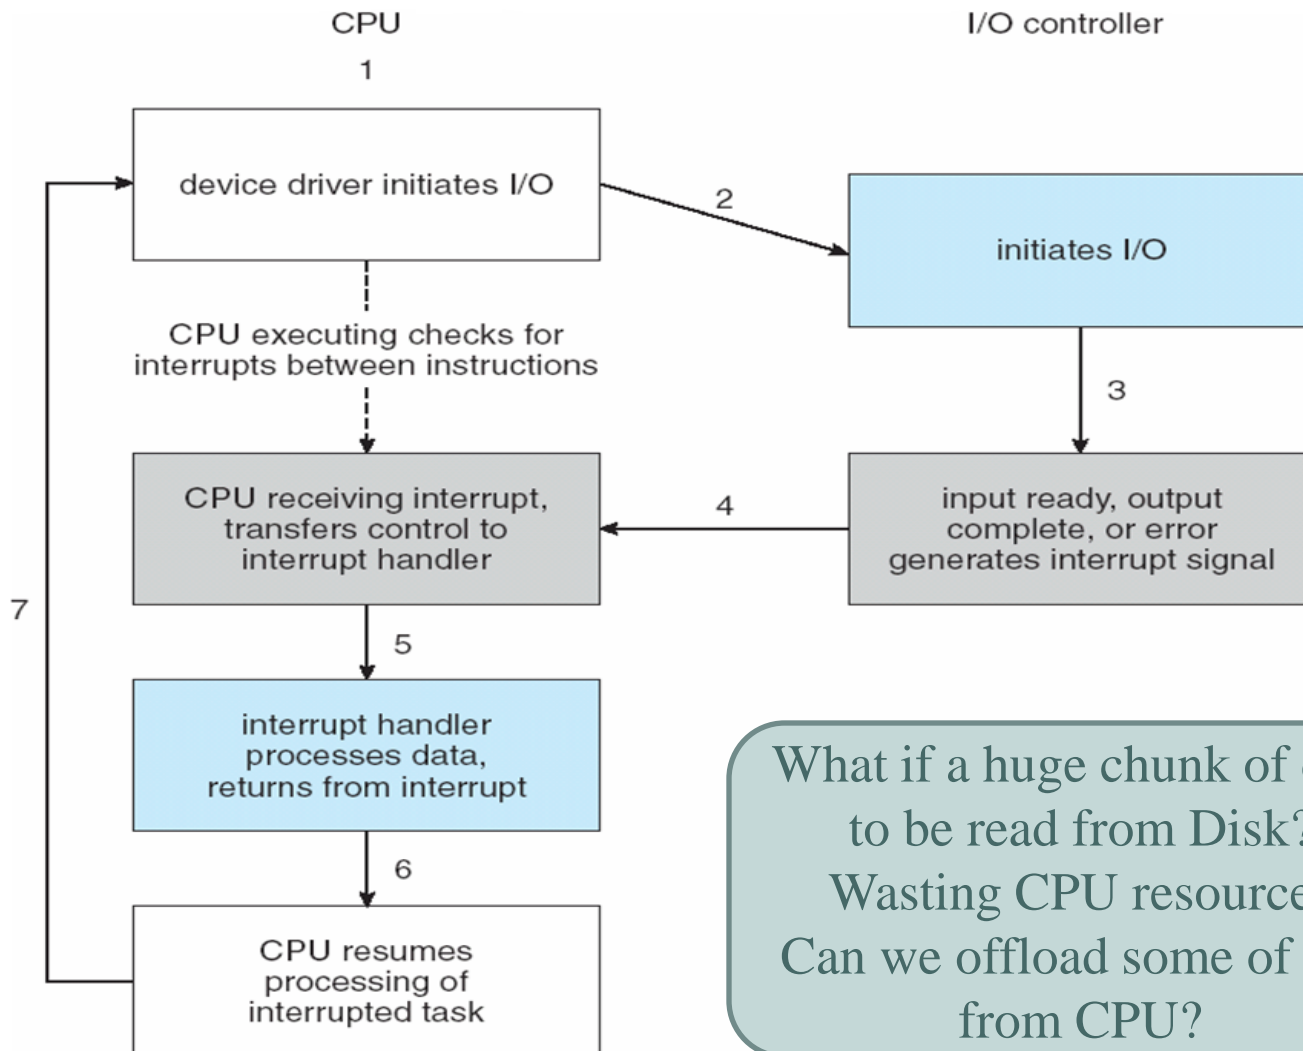 CPU
I/O controller
1
device driver initiates I/O
2
initiates I/O
CPU executing checks for
interrupts between instructions
3
CPU receiving interrupt,
transfers control to
interrupt handler
4
input ready, output
complete, or error
generates interrupt signal
7
5
interrupt handler
processes data,
returns from interrupt
6
CPU resumes
processing of
interrupted task
What if a huge chunk of
to be read from Disk?
Wasting CPU resource
Can we offload some of
from CPU?